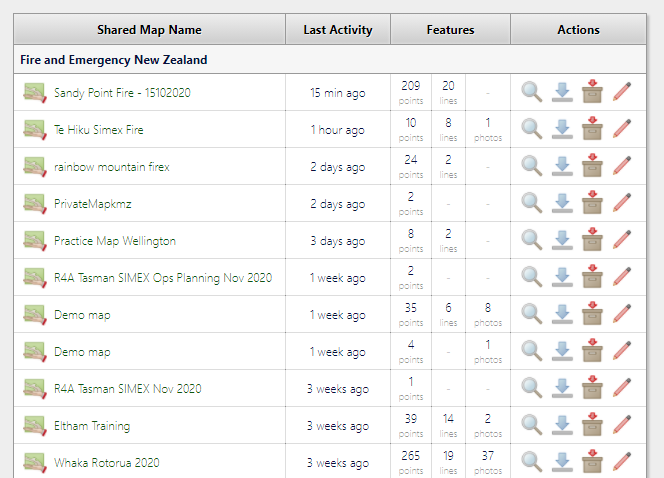 Shared Map Name Last Activity Features Actions
Fire and Emergency New Zealand
Sandy Point Fire - 15102020 15 min ago 209 points 20 lines -
Te Hiku Simex Fire 1 hour ago 10 points 8 lines 1 photos
rainbow mountain firex 2 days ago 24 points 2 lines -
PrivateMapkmz 2 days ago 2 points - -
Practice Map Wellington 3 days ago 8 points 2 lines -
R4A Tasman SIMEX Ops Planning Nov 2020 1 week ago 2 points - -
Demo map 1 week ago 35 points 6 lines 8 photos
Demo map 1 week ago 4 points - 1 photos
R4A Tasman SIMEX Nov 2020 3 weeks ago 1 points - -
Eltham Training 3 weeks ago 39 points 14 lines 2 photos
Whaka Rotorua 2020 3 weeks ago 265 points 19 lines 37 photos